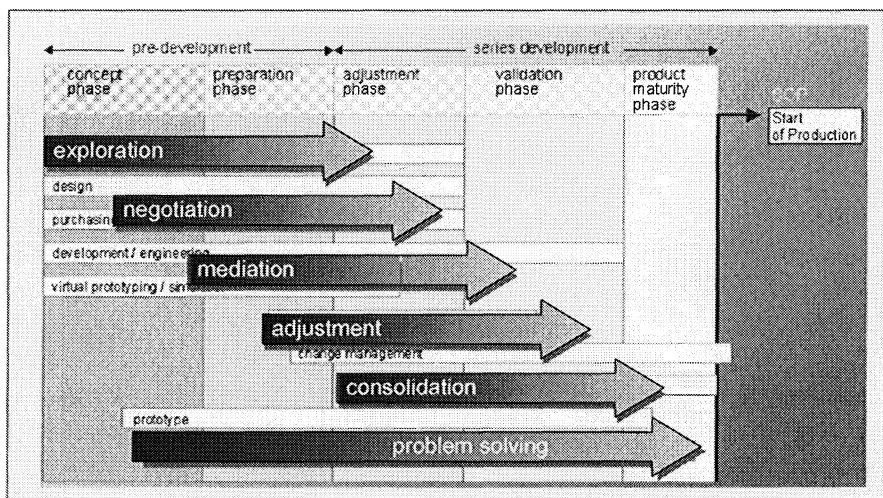 pre-development
series development
concept
phase
preparation
phase
adjustment
phase
validation
phase
product
maturity
phase
Start
of Production
exploration
design
negotiation
purchasing
development / engineering
mediation
virtual prototyping /
adjustment
change management
consolidation
prototype
problem solving